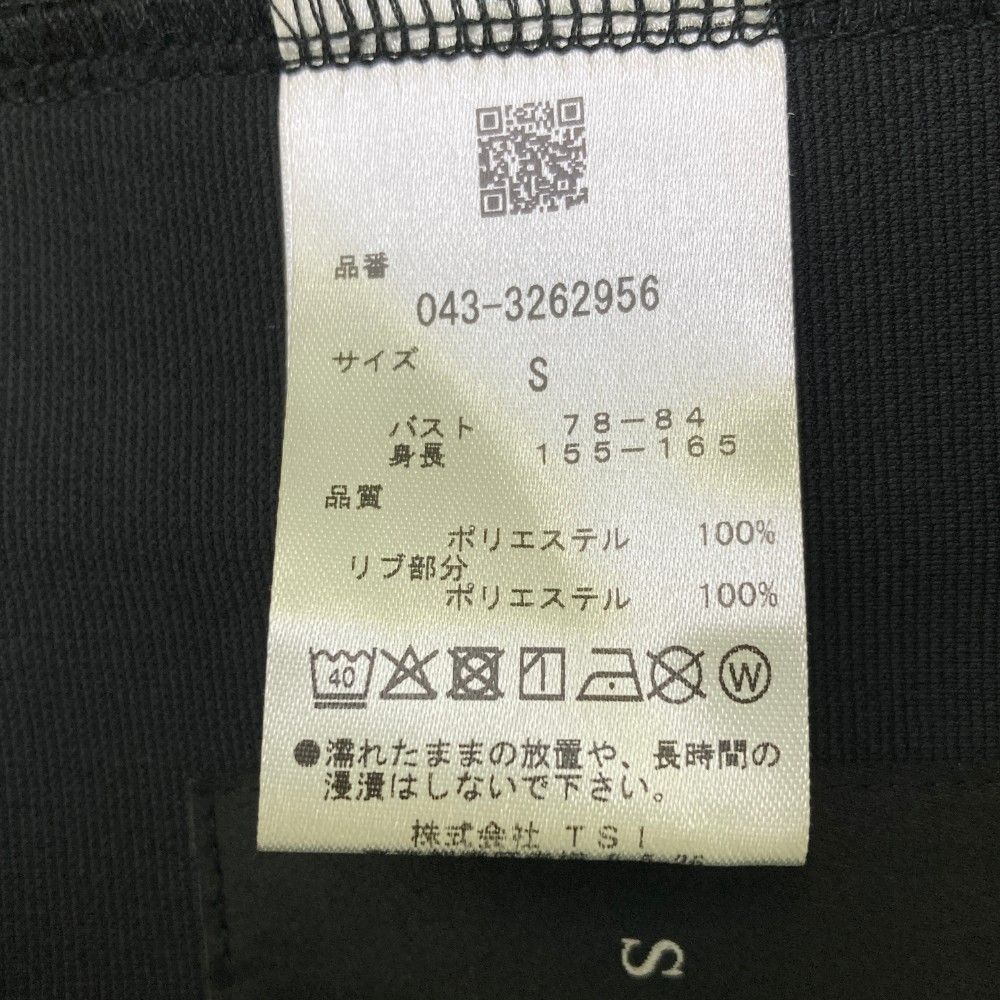 品番
043-3262956
サイズ S
バスト 78-84
身長 155-165
品質
ポリエステル 100%
リブ部分
ポリエステル 100%
40
W
●濡れたままの放置や、長時間の
浸漬はしないで下さい。
株式会社 TSI
S